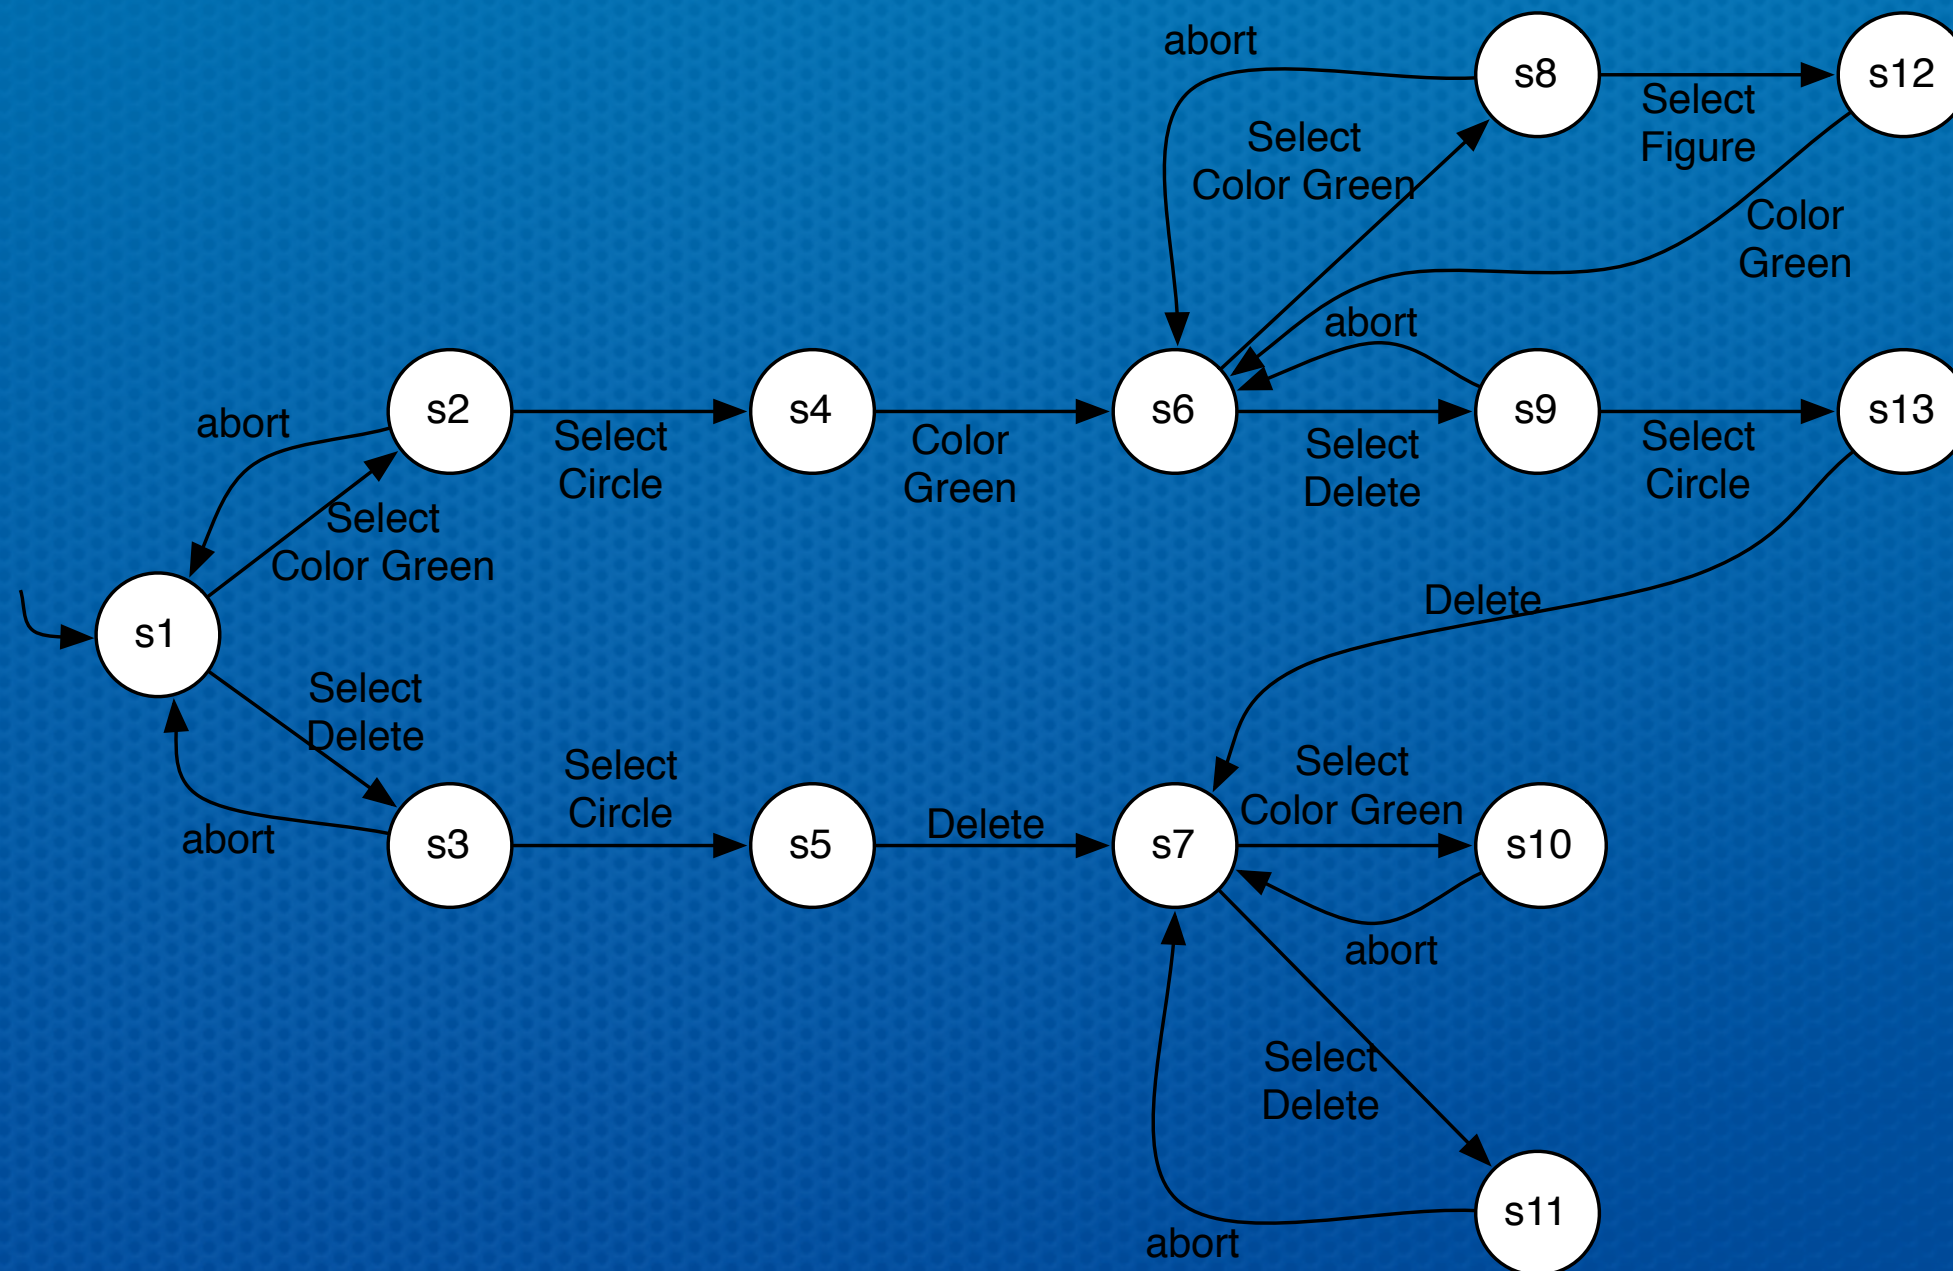 abort
s8
s12
Select
Figure
Select
Color Green
Color
Green
abort
s2
s4
s6
s9
s13
abort
Select
Circle
Color
Green
Select
Delete
Select
Circle
Select
Color Green
s1
Delete
Select
Delete
abort
s3
Select
Circle
s5
Delete
s7
Select
Color Green
s10
abort
Select
Delete
abort
s11